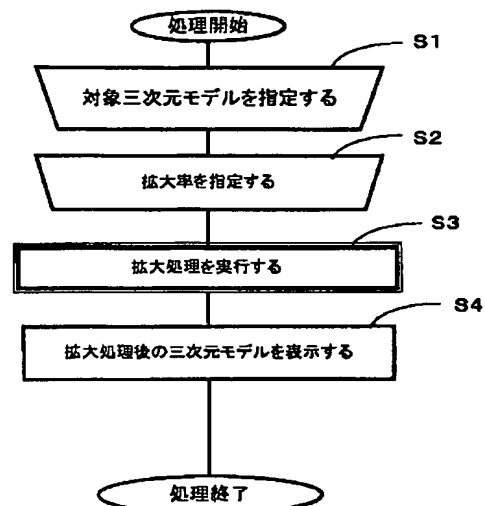 処理開始
S1
対象三次元モデルを指定する
S2
拡大率を指定する
S3
拡大処理を実行する
S4
拡大処理後の三次元モデルを表示する
処理終了